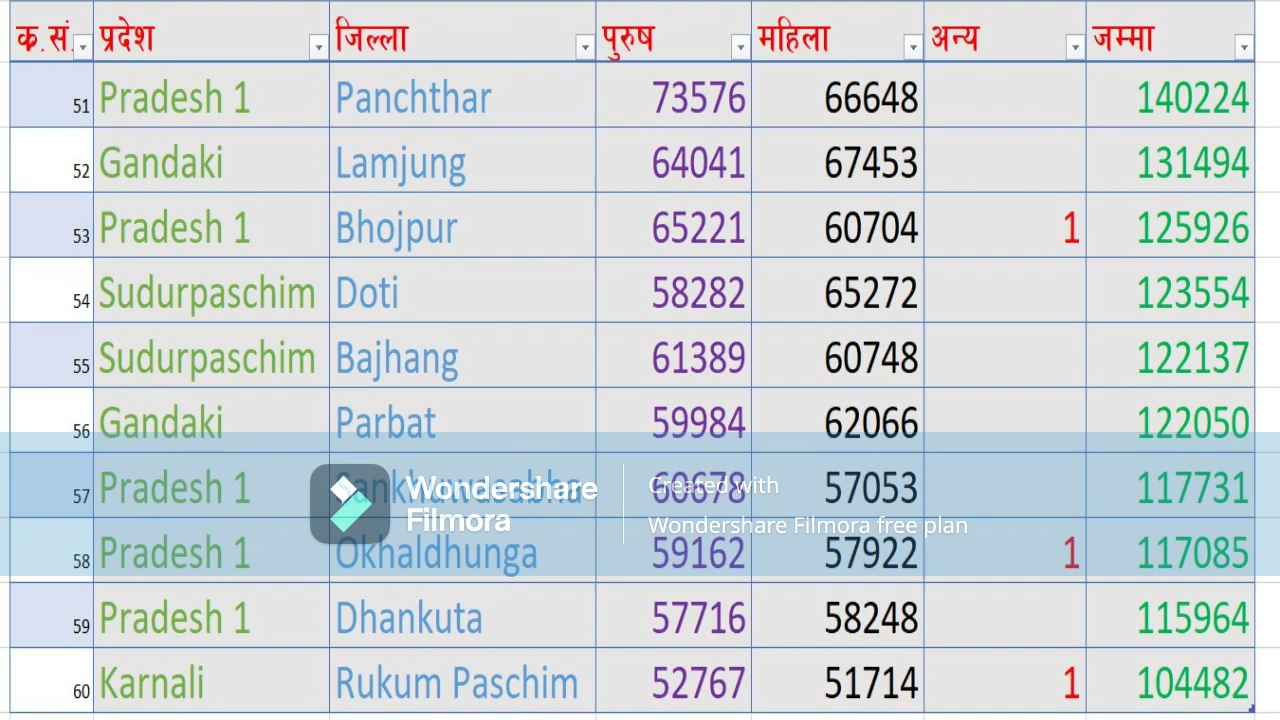 क.सं. प्रदेश जिल्ला पुरुष महिला अन्य जम्मा
51 Pradesh 1 Panchthar 73576 66648 140224
52 Gandaki Lamjung 64041 67453 131494
53 Pradesh 1 Bhojpur 65221 60704 1 125926
54 Sudurpaschim Doti 58282 65272 123554
55 Sudurpaschim Bajhang 61389 60748 122137
56 Gandaki Parbat 59984 62066 122050
57 Pradesh 1 60678 57053 117731
Wondershare Filmora Created with Wondershare Filmora free plan
58 Pradesh 1 Okhaldhunga 59162 57922 1 117085
59 Pradesh 1 Dhankuta 57716 58248 115964
60 Karnali Rukum Paschim 52767 51714 1 104482